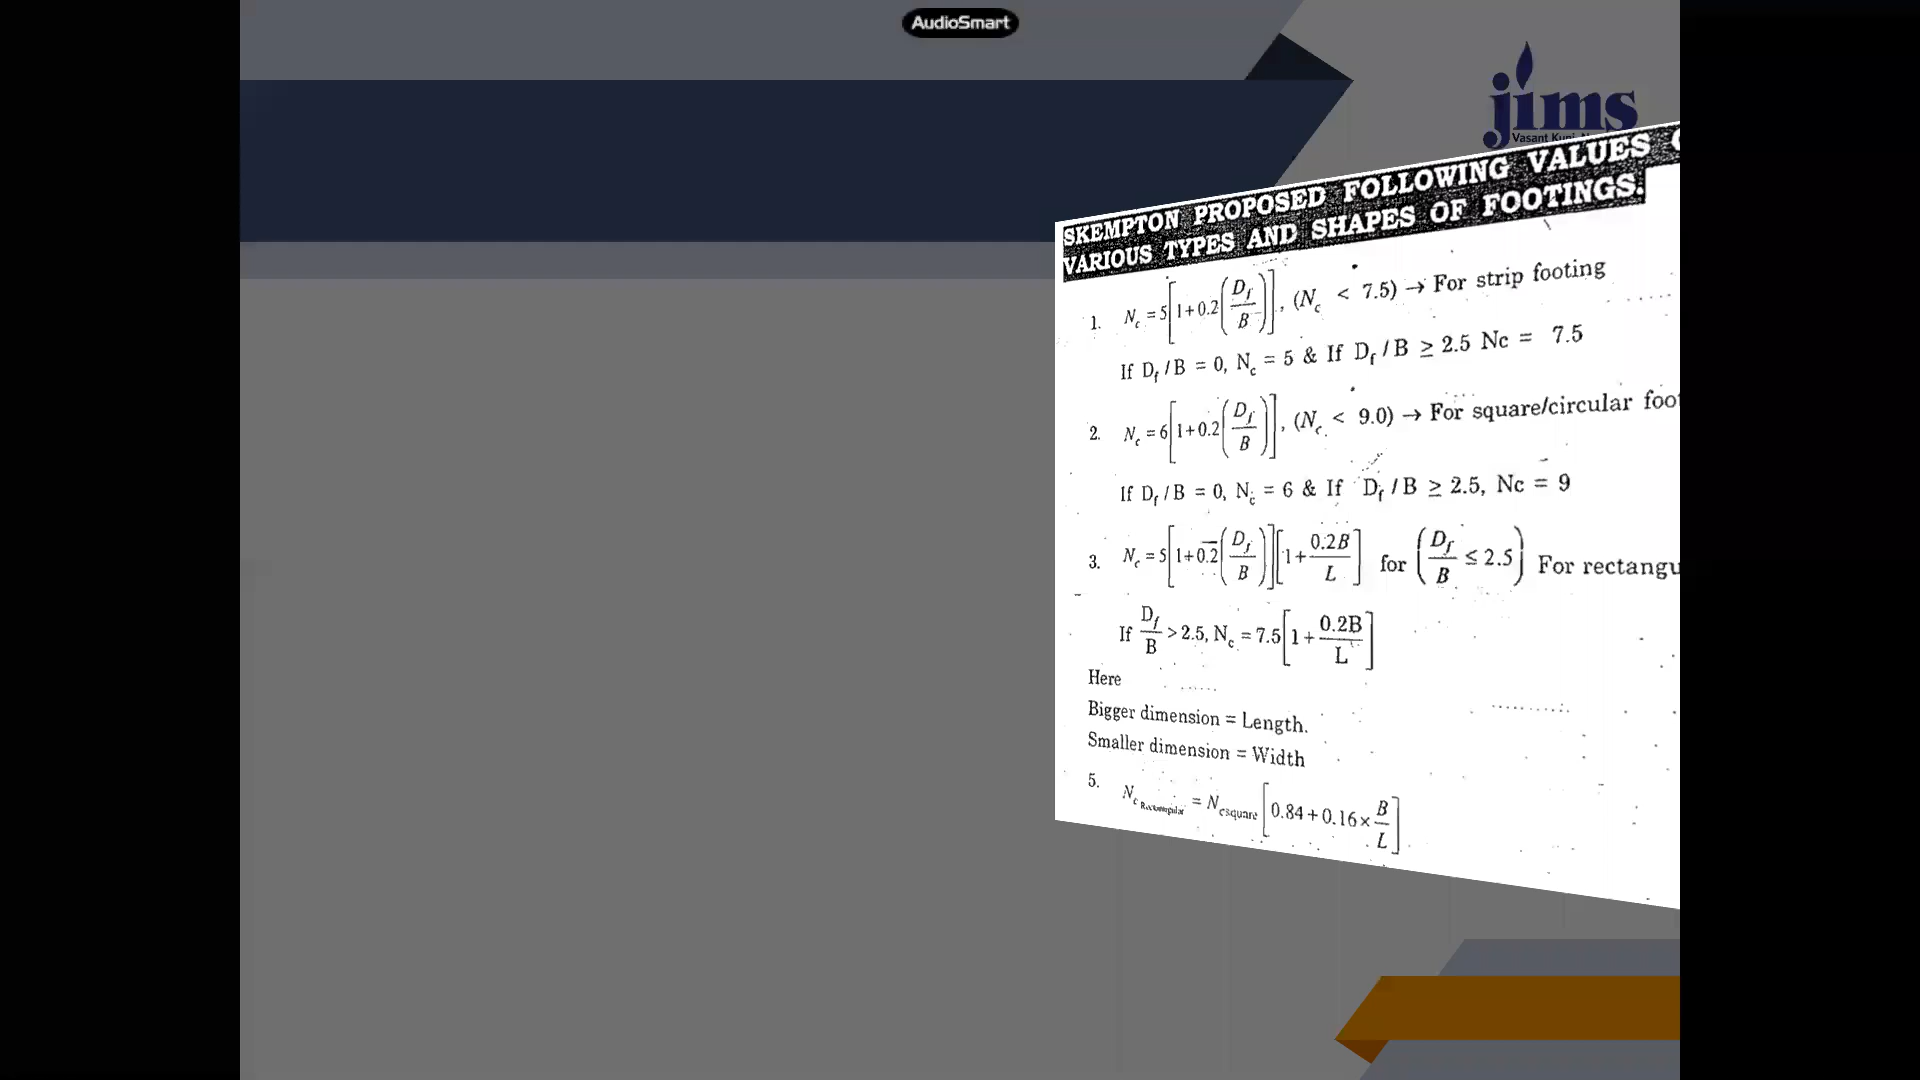 AudioSmart
jims
Vasant Kunj
SKEMPTON PROPOSED FOLLOWING VALUES
VARIOUS TYPES AND SHAPES OF FOOTINGS.
1. N_c = 5[1+0.2(D_f/B)], (N_c < 7.5) → For strip footing
If D_f/B = 0, N_c = 5 & If D_f/B ≥ 2.5 Nc = 7.5
2. N_c = 6[1+0.2(D_f/B)], (N_c < 9.0) → For square/circular foo
If D_f/B = 0, N_c = 6 & If D_f/B ≥ 2.5, Nc = 9
3. N_c = 5[1+0.2(D_f/B)][1+0.2B/L] for (D_f/B ≤ 2.5) For rectangu
If D_f/B > 2.5, N_c = 7.5[1+0.2B/L]
Here
Bigger dimension = Length.
Smaller dimension = Width
5. N_c Rectangular = N_csquare [0.84+0.16×B/L]